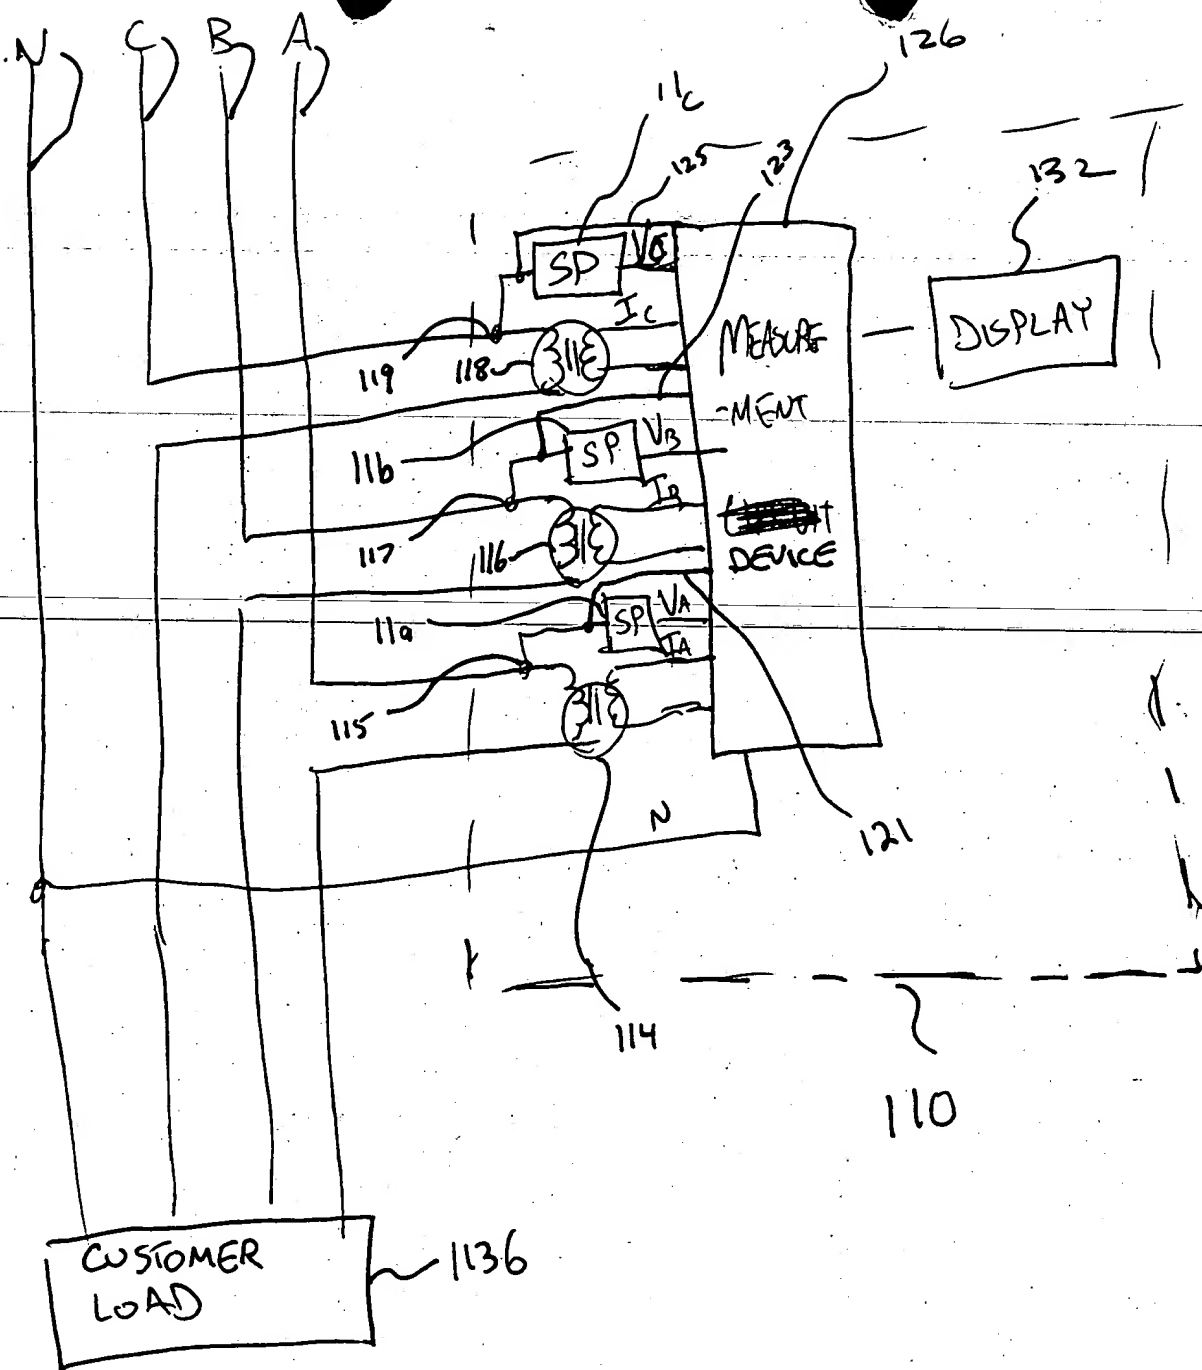 N C B A
126
11c
125
123
132
SP
VC
IC
MEASURE
-MENT
DEVICE
DISPLAY
119
118
11b
SP
VB
IB
117
116
11a
SP
VA
IA
115
N
121
114
110
CUSTOMER
LOAD
1136